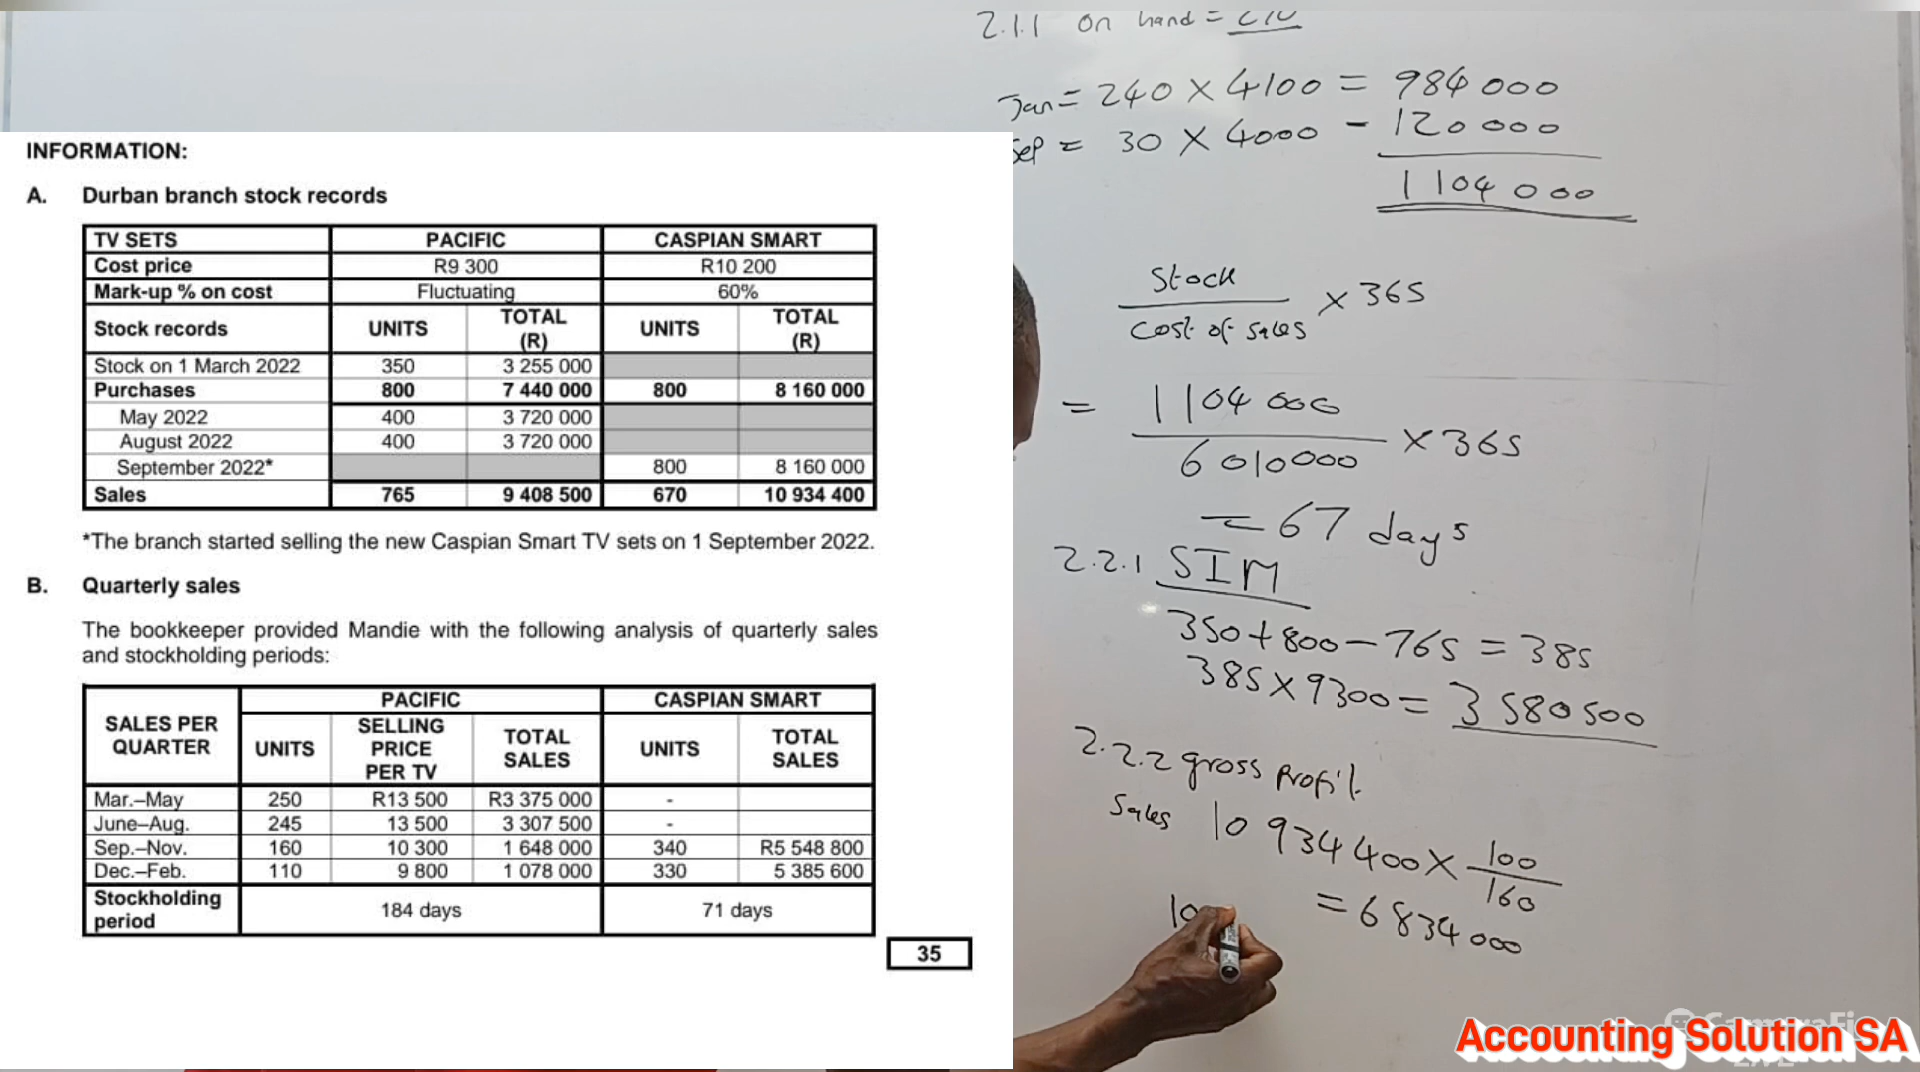 2.1.1 on hand =
Jan = 240 X 4100 = 984 000
Sep = 30 X 4000 - 120 000
1 104 000
Stock
Cost of sales
x 365
= 1 104 000
6 010000
X 365
= 67 days
2.2.1 SIM
350 + 800 - 765 = 385
385 X 9300 = 3 580 500
2.2.2 gross profit
Sales 10 934 400 X 100
160
= 6 834 000
10
INFORMATION:
A. Durban branch stock records
TV SETS PACIFIC CASPIAN SMART
Cost price R9 300 R10 200
Mark-up % on cost Fluctuating 60%
Stock records UNITS TOTAL (R) UNITS TOTAL (R)
Stock on 1 March 2022 350 3 255 000
Purchases 800 7 440 000 800 8 160 000
May 2022 400 3 720 000
August 2022 400 3 720 000
September 2022* 800 8 160 000
Sales 765 9 408 500 670 10 934 400
*The branch started selling the new Caspian Smart TV sets on 1 September 2022.
B. Quarterly sales
The bookkeeper provided Mandie with the following analysis of quarterly sales
and stockholding periods:
SALES PER QUARTER PACIFIC CASPIAN SMART
UNITS SELLING PRICE PER TV TOTAL SALES UNITS TOTAL SALES
Mar.–May 250 R13 500 R3 375 000 -
June–Aug. 245 13 500 3 307 500 -
Sep.–Nov. 160 10 300 1 648 000 340 R5 548 800
Dec.–Feb. 110 9 800 1 078 000 330 5 385 600
Stockholding period 184 days 71 days
35
Accounting Solution SA